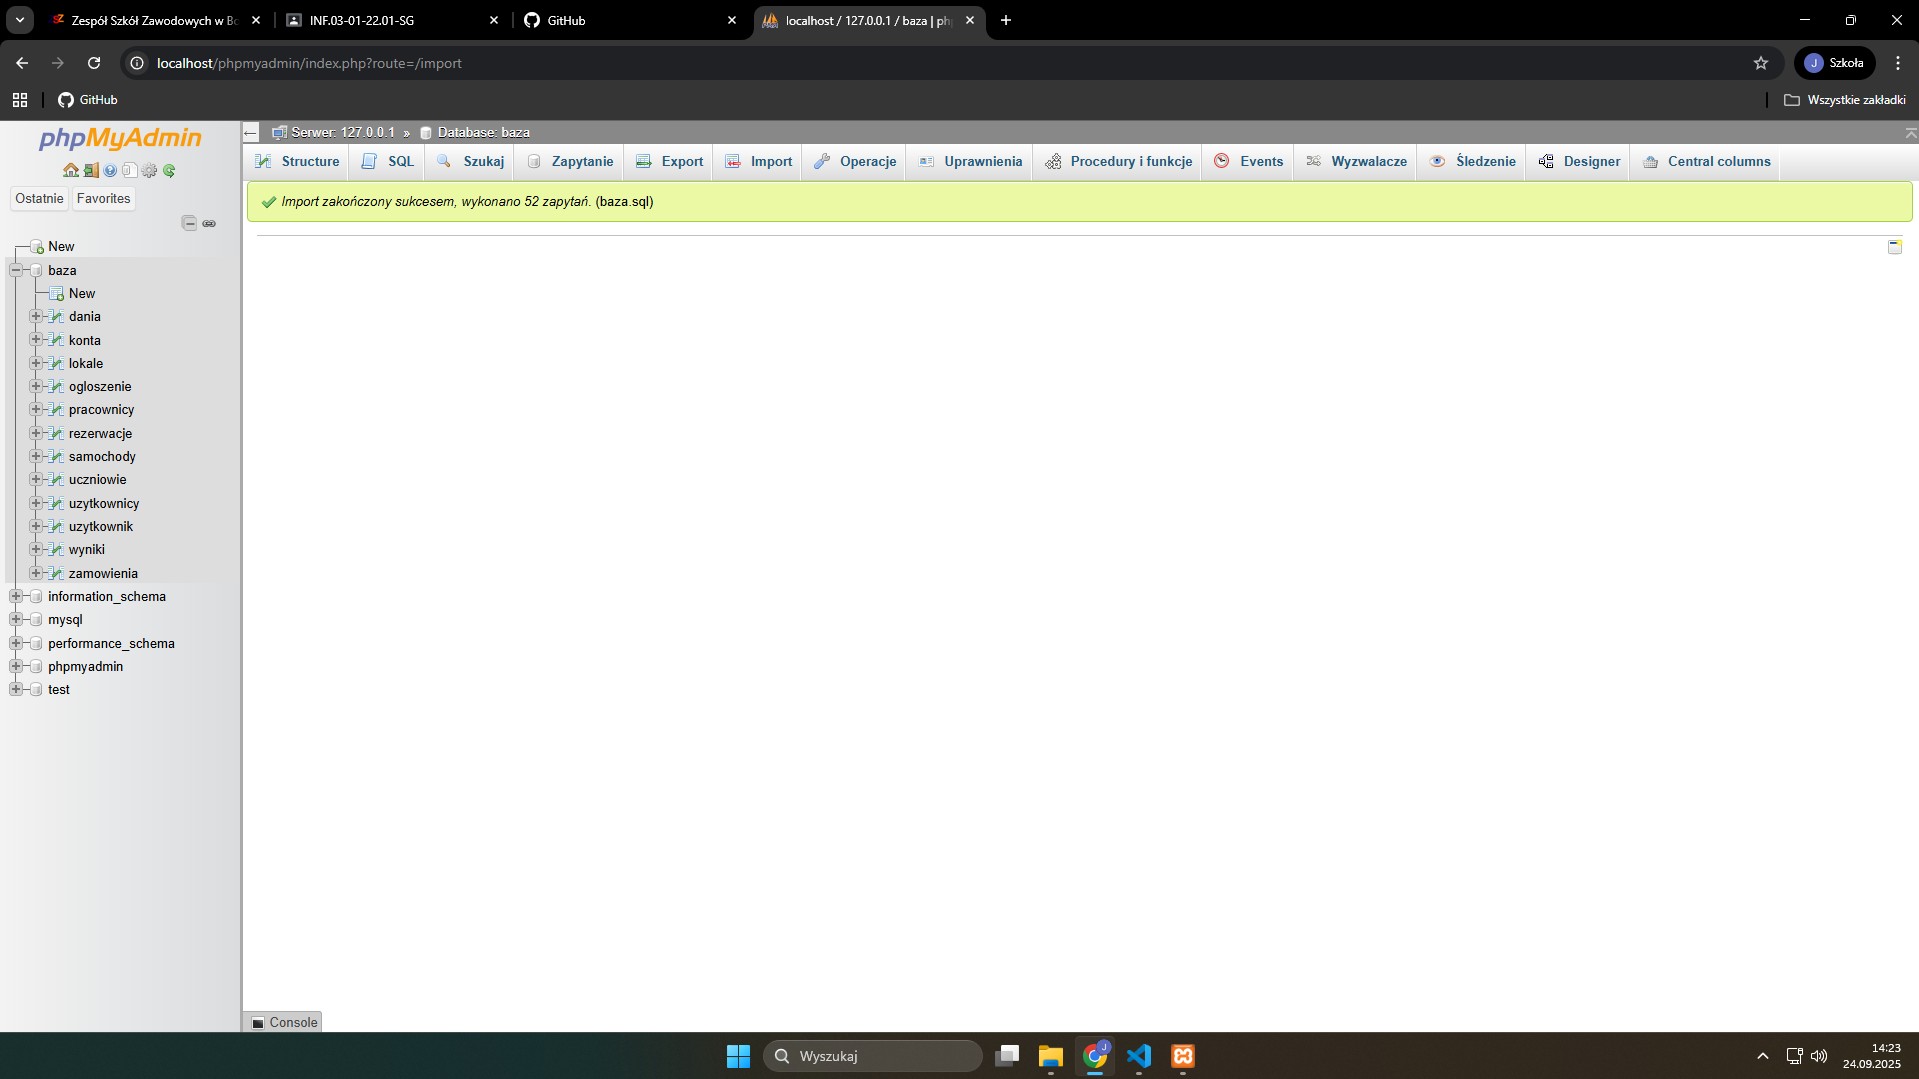 Zespół Szkół Zawodowych w Bo
INF.03-01-22.01-SG
GitHub
localhost / 127.0.0.1 / baza | ph
localhost/phpmyadmin/index.php?route=/import
J
Szkoła
GitHub
Wszystkie zakładki
phpMyAdmin
Ostatnie
Favorites
New
baza
New
dania
konta
lokale
ogloszenie
pracownicy
rezerwacje
samochody
uczniowie
uzytkownicy
uzytkownik
wyniki
zamowienia
information_schema
mysql
performance_schema
phpmyadmin
test
Serwer: 127.0.0.1 » Database: baza
Structure
SQL
Szukaj
Zapytanie
Export
Import
Operacje
Uprawnienia
Procedury i funkcje
Events
Wyzwalacze
Śledzenie
Designer
Central columns
Import zakończony sukcesem, wykonano 52 zapytań. (baza.sql)
Console
Wyszukaj
J
14:23
24.09.2025